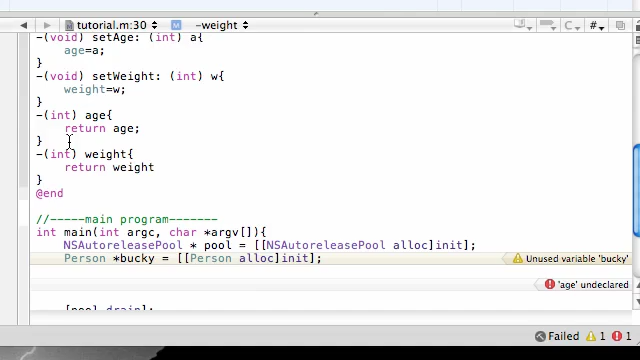 tutorial.m:30 -weight C #
-(void) setAge: (int) a{
age=a;
}
-(void) setWeight: (int) w{
weight=w;
}
-(int) age{
return age;
}
-(int) weight{
return weight
}
@end
//-----main program-------
int main(int argc, char *argv[]){
NSAutoreleasePool * pool = [[NSAutoreleasePool alloc]init];
Person *bucky = [[Person alloc]init]; Unused variable 'bucky'
'age' undeclared
[pool drain];
Failed 1 1